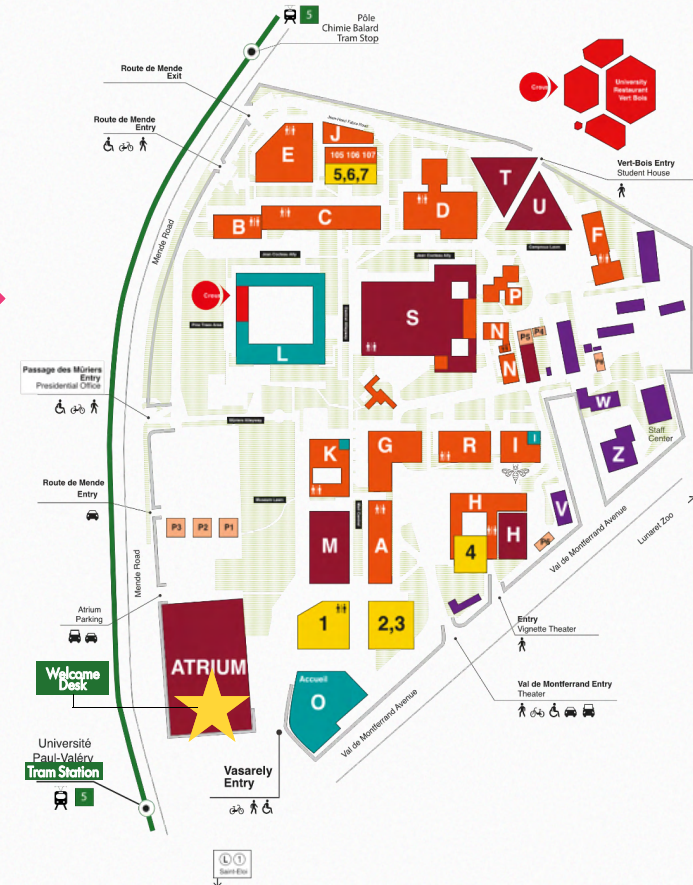 5
Pôle
Chimie Balard
Tram Stop
Route de Mende
Exit
Route de Mende
Entry
Mende Road
Crous
University
Restaurant
Vert Bois
Vert-Bois Entry
Student House
E
J
105 106 107
5,6,7
T
U
B
C
D
F
Crous
L
S
P
N
N
P5
P4
W
Staff
Center
Z
V
Passage des Mûriers
Entry
Presidential Office
Route de Mende
Entry
P3
P2
P1
K
G
R
I
I
H
H
4
M
A
1
2,3
Mende Road
Atrium
Parking
ATRIUM
Welcome
Desk
Accueil
O
Val de Montferrand Avenue
Lunaret Zoo
Entry
Vignette Theater
Val de Montferrand Entry
Theater
Val de Montferrand Avenue
Université
Paul-Valéry
Tram Station
5
Vasarely
Entry
L 1
Saint-Eloi